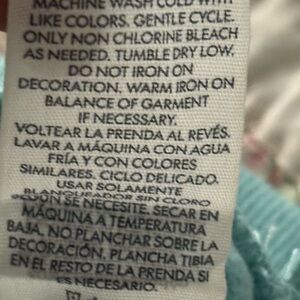 MACHINE WASH COLD WITH
LIKE COLORS. GENTLE CYCLE.
ONLY NON CHLORINE BLEACH
AS NEEDED. TUMBLE DRY LOW.
DO NOT IRON ON
DECORATION. WARM IRON ON
BALANCE OF GARMENT
IF NECESSARY.
VOLTEAR LA PRENDA AL REVÉS.
LAVAR A MÁQUINA CON AGUA
FRÍA Y CON COLORES
SIMILARES. CICLO DELICADO.
USAR SOLAMENTE
BLANQUEADOR SIN CLORO
SEGÚN SE NECESITE. SECAR EN
MÁQUINA A TEMPERATURA
BAJA. NO PLANCHAR SOBRE LA
DECORACIÓN. PLANCHA TIBIA
EN EL RESTO DE LA PRENDA SI
ES NECESARIO.